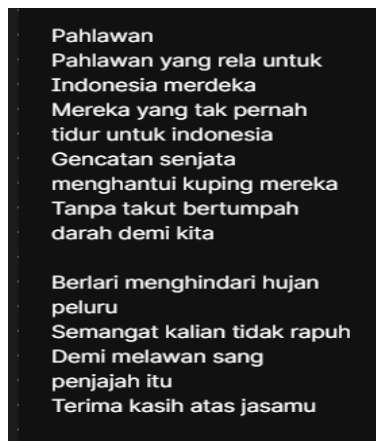 Pahlawan
Pahlawan yang rela untuk
Indonesia merdeka
Mereka yang tak pernah
tidur untuk indonesia
Gencatan senjata
menghantui kuping mereka
Tanpa takut bertumpah
darah demi kita

Berlari menghindari hujan
peluru
Semangat kalian tidak rapuh
Demi melawan sang
penjajah itu
Terima kasih atas jasamu